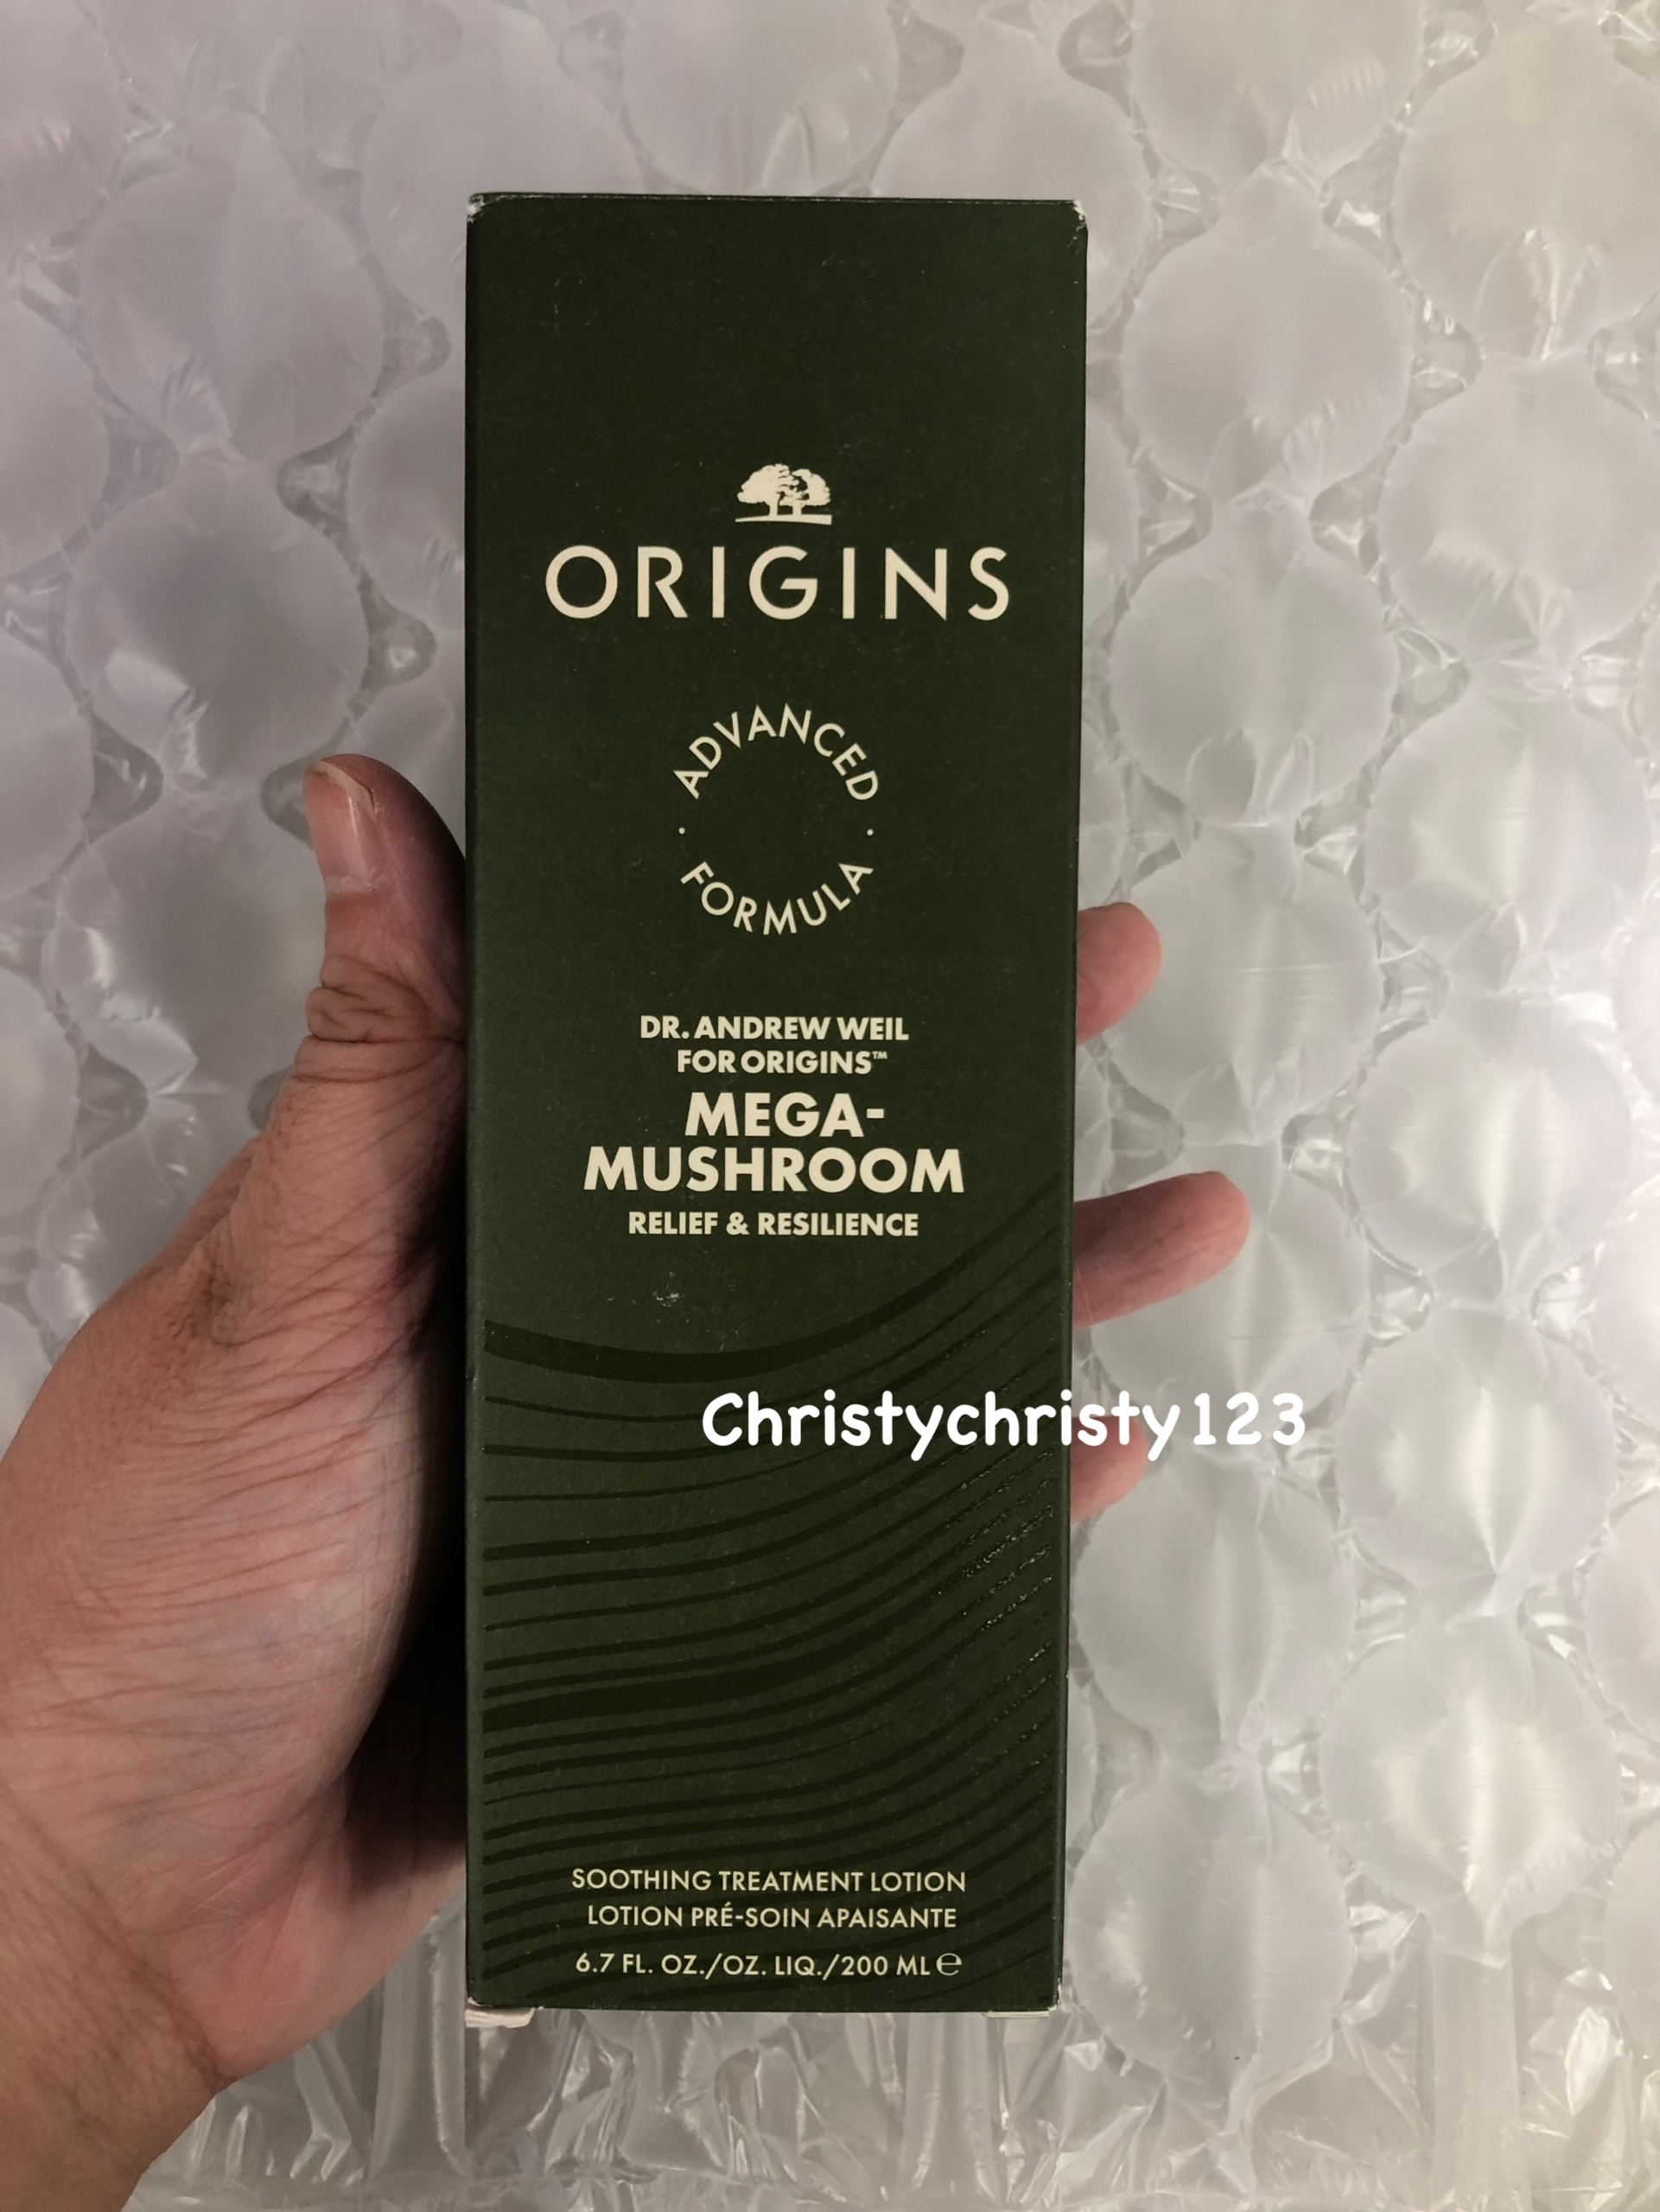 ORIGINS
ADVANCED
· FORMULA ·
DR. ANDREW WEIL
FOR ORIGINS™
MEGA-
MUSHROOM
RELIEF & RESILIENCE
Christychristy123
SOOTHING TREATMENT LOTION
LOTION PRÉ-SOIN APAISANTE
6.7 FL. OZ./OZ. LIQ./200 ML ℮